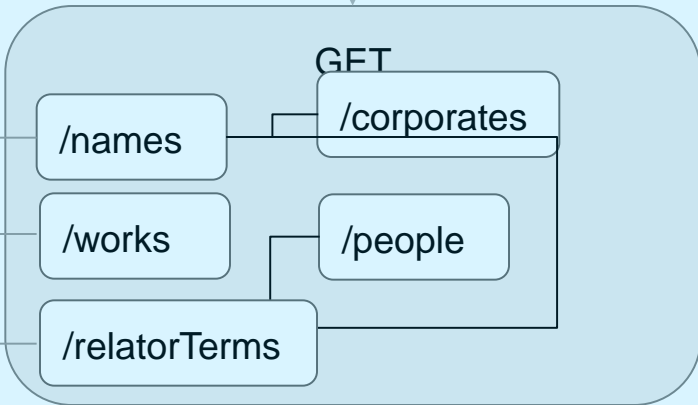 GET
/corporates
/names
/works
/people
/relatorTerms